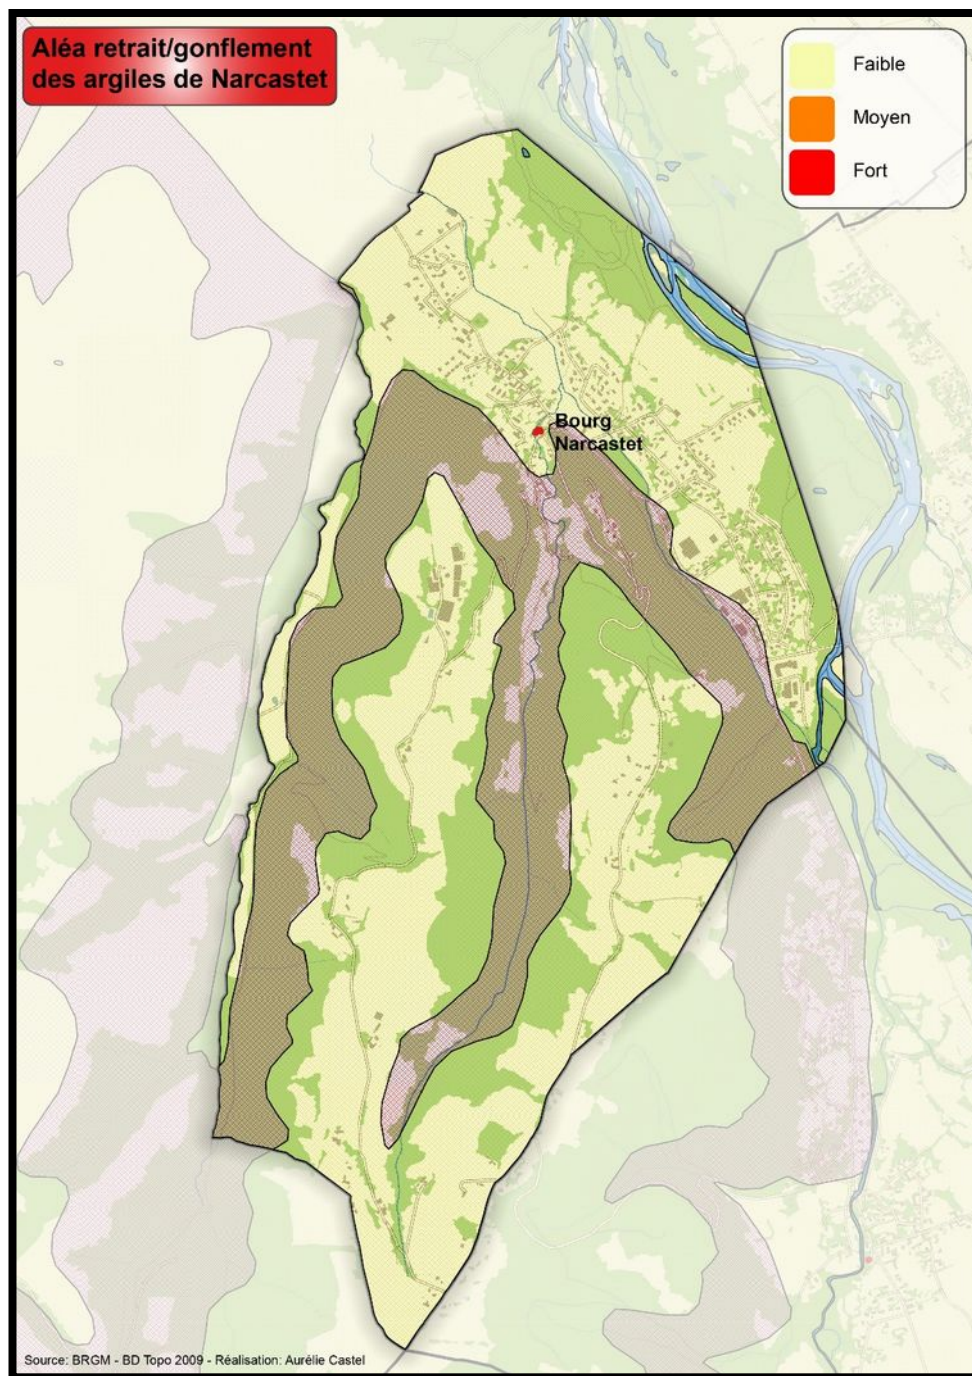 Aléa retrait/gonflement
des argiles de Narcastet
Faible
Moyen
Fort
Bourg
Narcastet
Source: BRGM - BD Topo 2009 - Réalisation: Aurélie Castel